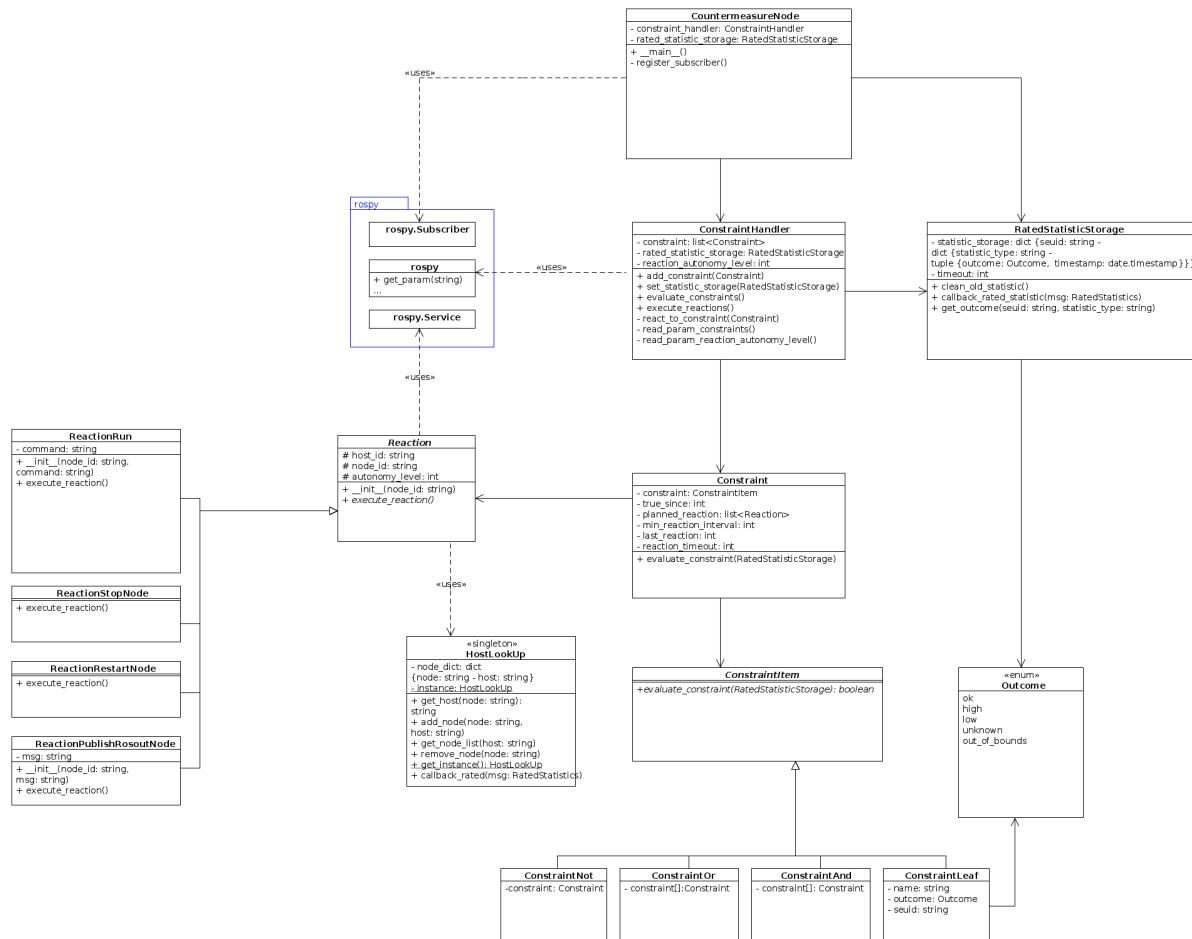 CountermeasureNode
- constraint_handler: ConstraintHandler
- rated_statistic_storage: RatedStatisticStorage
+ __main__()
- register_subscriber()
«uses»
rospy
rospy.Subscriber
rospy
+ get_param(string)
...
rospy.Service
«uses»
ConstraintHandler
- constraint: list<Constraint>
- rated_statistic_storage: RatedStatisticStorage
- reaction_autonomy_level: int
+ add_constraint(Constraint)
+ set_statistic_storage(RatedStatisticStorage)
+ evaluate_constraints()
+ execute_reactions()
- react_to_constraint(Constraint)
- read_param_constraints()
- read_param_reaction_autonomy_level()
RatedStatisticStorage
- statistic_storage: dict {seuid: string -
dict {statistic_type: string -
tuple {outcome: Outcome, timestamp: date.timestamp}}}
- timeout: int
+ clean_old_statistic()
+ callback_rated_statistic(msg: RatedStatistics)
+ get_outcome(seuid: string, statistic_type: string)
«uses»
ReactionRun
- command: string
+ __init__(node_id: string,
command: string)
+ execute_reaction()
Reaction
# host_id: string
# node_id: string
# autonomy_level: int
+ __init__(node_id: string)
+ execute_reaction()
Constraint
- constraint: ConstraintItem
- true_since: int
- planned_reaction: list<Reaction>
- min_reaction_interval: int
- last_reaction: int
- reaction_timeout: int
+ evaluate_constraint(RatedStatisticStorage)
«uses»
ReactionStopNode
+ execute_reaction()
ReactionRestartNode
+ execute_reaction()
ReactionPublishRosoutNode
- msg: string
+ __init__(node_id: string,
msg: string)
+ execute_reaction()
«singleton»
HostLookUp
- node_dict: dict
{node: string - host: string}
- instance: HostLookUp
+ get_host(node: string):
string
+ add_node(node: string,
host: string)
+ get_node_list(host: string)
+ remove_node(node: string)
+ get_instance(): HostLookUp
+ callback_rated(msg: RatedStatistics)
ConstraintItem
+evaluate_constraint(RatedStatisticStorage): boolean
«enum»
Outcome
ok
high
low
unknown
out_of_bounds
ConstraintNot
-constraint: Constraint
ConstraintOr
- constraint[]:Constraint
ConstraintAnd
- constraint[]: Constraint
ConstraintLeaf
- name: string
- outcome: Outcome
- seuid: string